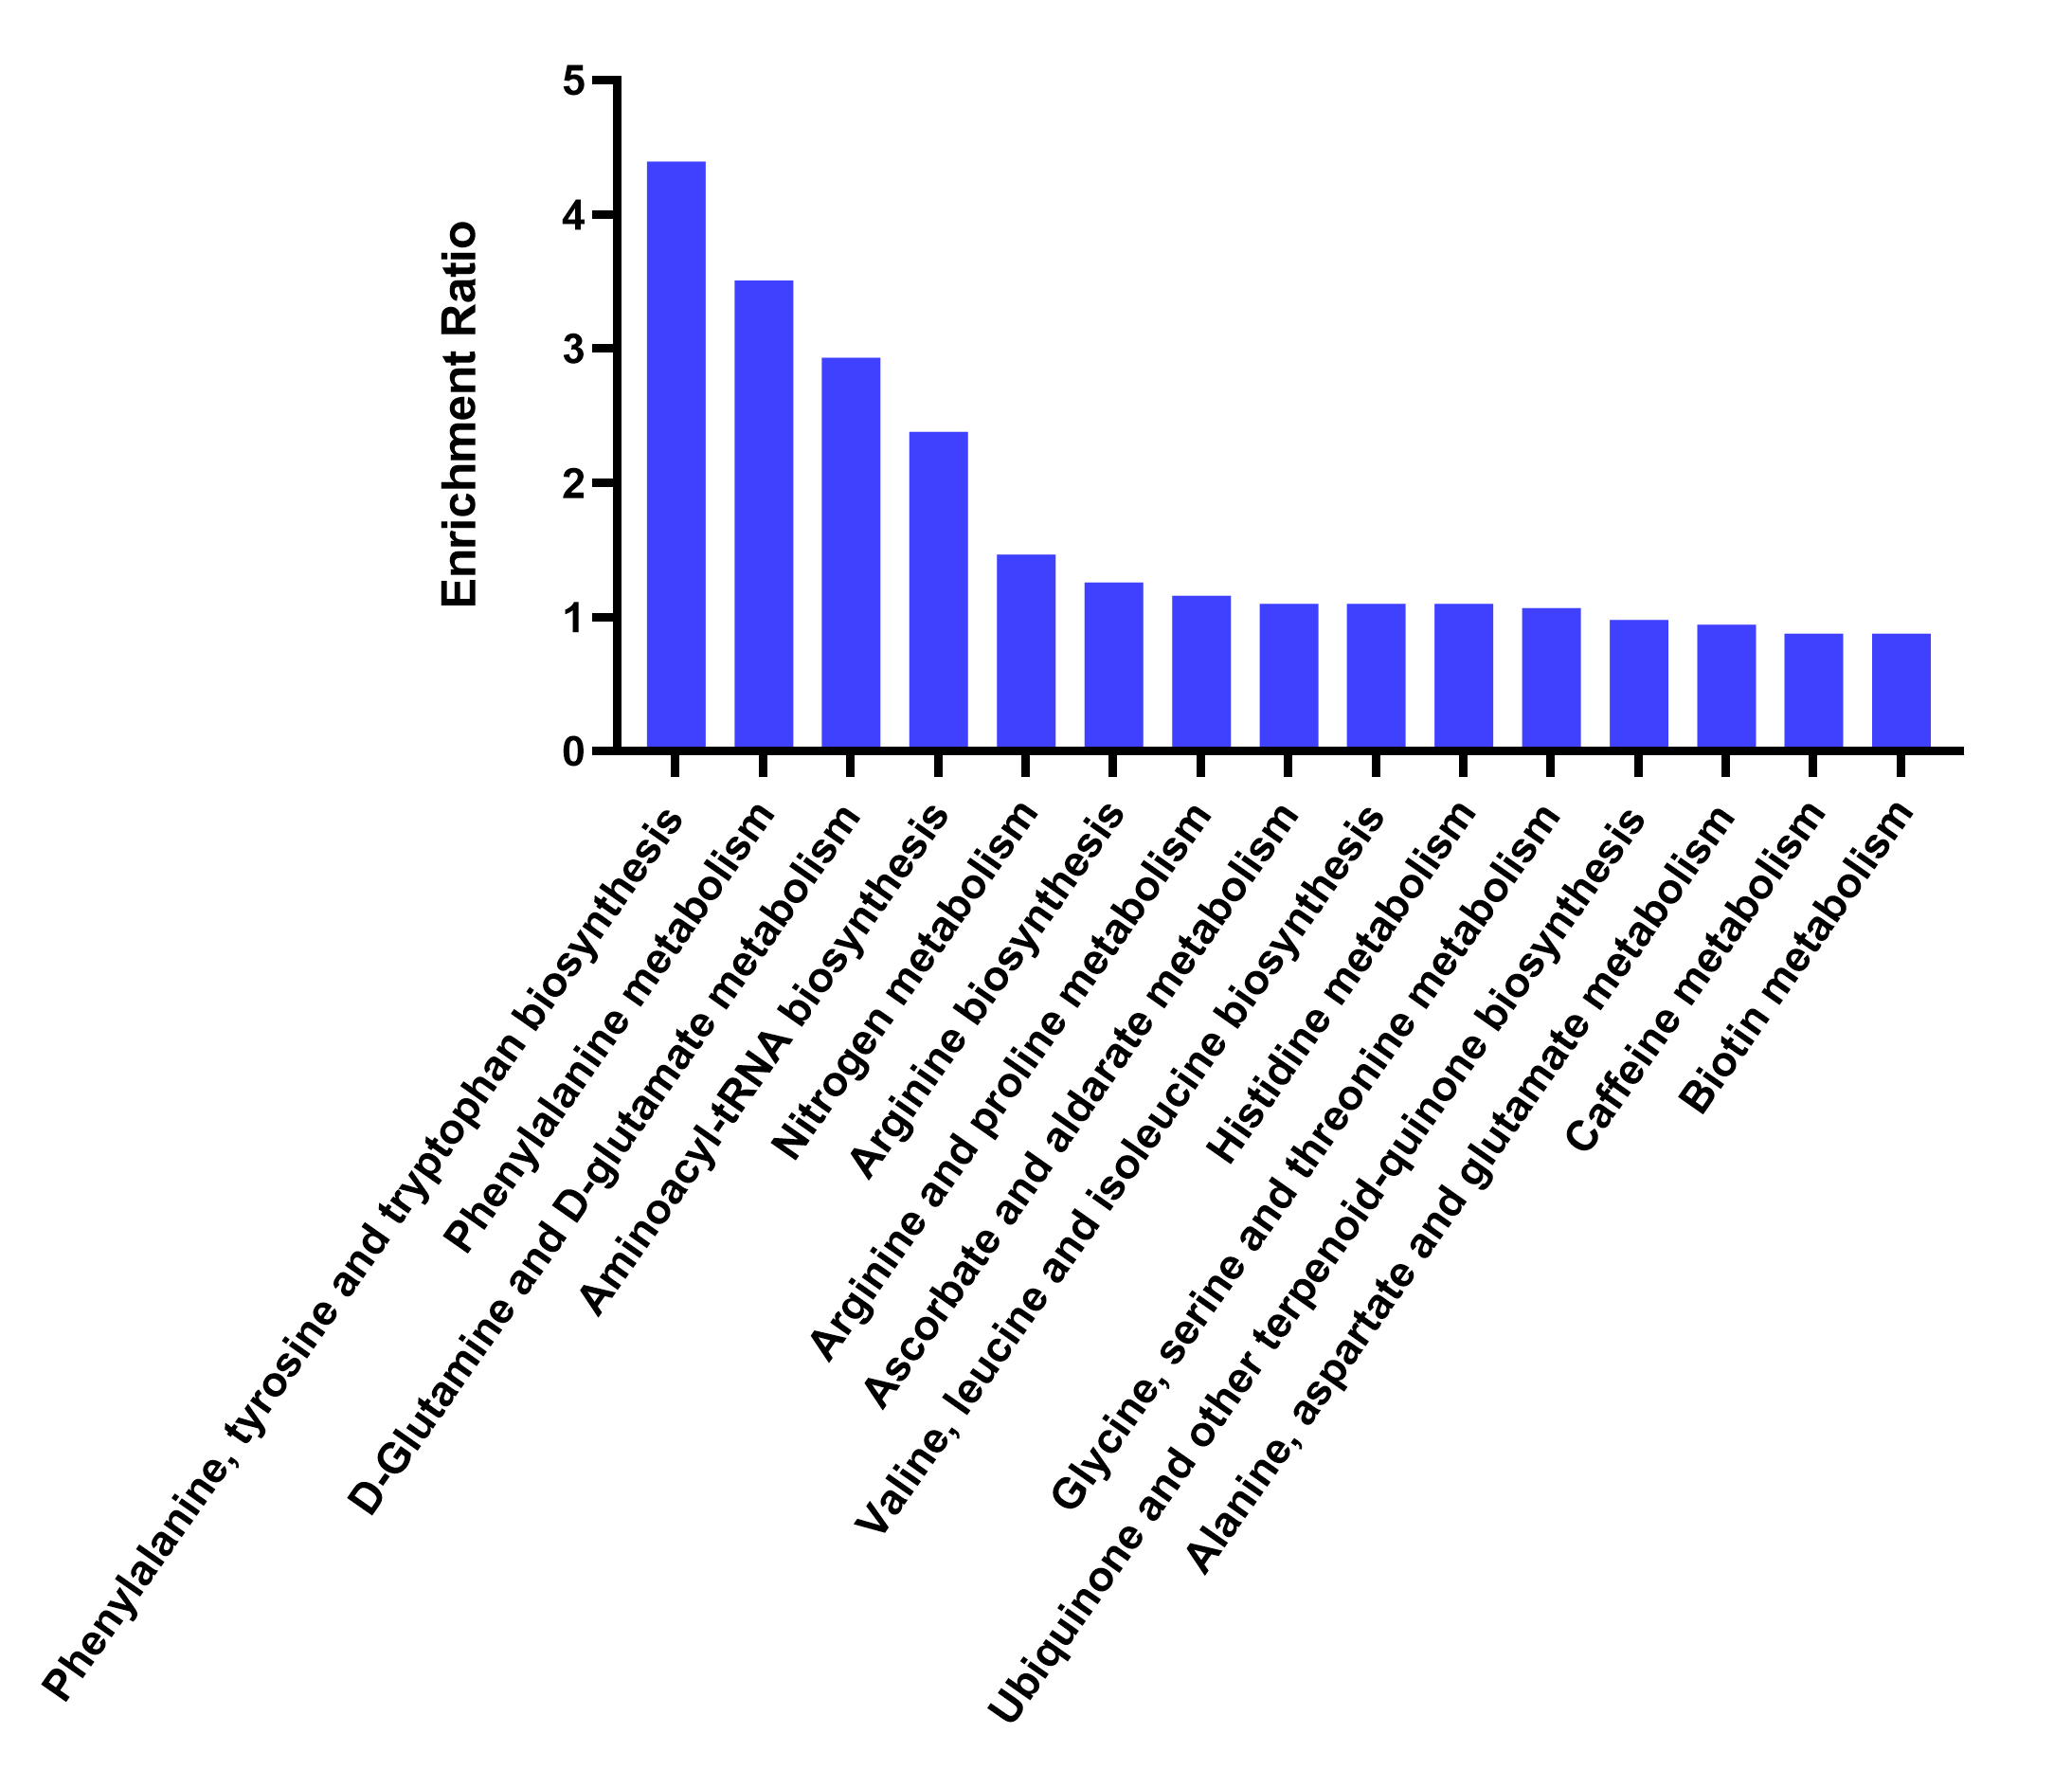 Enrichment Ratio
5
4
3
2
1
0
Phenylalanine, tyrosine and tryptophan biosynthesis
Phenylalanine metabolism
D-Glutamine and D-glutamate metabolism
Aminoacyl-tRNA biosynthesis
Nitrogen metabolism
Arginine biosynthesis
Arginine and proline metabolism
Ascorbate and aldarate metabolism
Valine, leucine and isoleucine biosynthesis
Histidine metabolism
Glycine, serine and threonine metabolism
Ubiquinone and other terpenoid-quinone biosynthesis
Alanine, aspartate and glutamate metabolism
Caffeine metabolism
Biotin metabolism